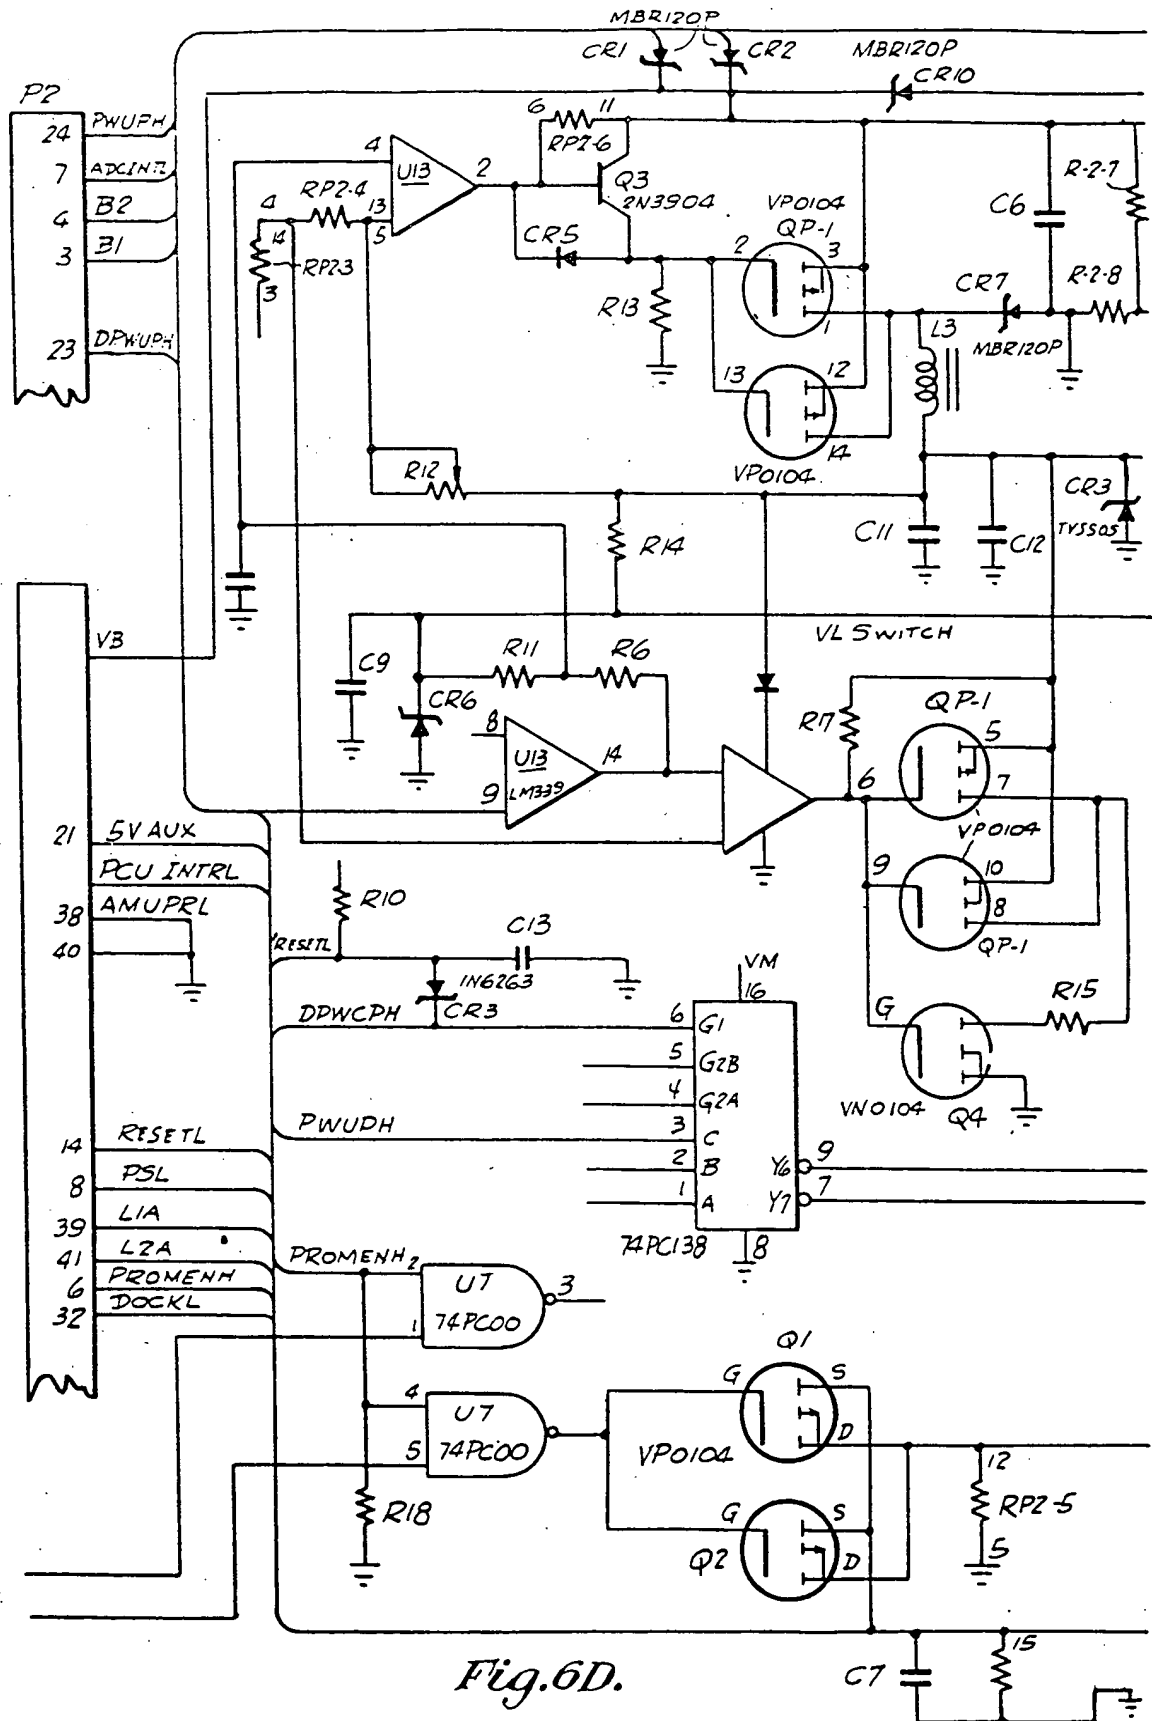 MBR120P
CR1
CR2
MBR120P
CR10
P2
24 PWUPH
7 ADCINTL
4 B2
3 B1
23 DPWUPH
6
11
RP2-6
4
U13
2
RP2-4
4
14
13
5
RP23
3
Q3
2N3904
CR5
R13
VP0104
QP-1
2
3
1
13
12
14
VP0104
C6
R-2-7
CR7
R-2-8
MBR120P
L3
R12
R14
C11
C12
CR3
TVS505
VB
VL SWITCH
C9
CR6
R11
R6
8
U13
14
LM339
9
R7
QP-1
6
5
7
VP0104
9
10
8
QP-1
21 5V AUX
PCU INTRL
38 AMUPRL
40
R10
RESETL
C13
1N6263
CR3
DPWCPH
VM
16
6 G1
5 G2B
4 G2A
PWUPH
3 C
2 B
1 A
Y6 9
Y7 7
74PC138
8
G
R15
VN0104
Q4
14 RESETL
8 PSL
39 L1A
41 L2A
6 PROMENH
32 DOCKL
PROMENH 2
U7
3
1
74PC00
4
U7
5
74PC00
R18
Q1
G
S
D
VP0104
G
S
Q2
D
12
RP2-5
5
C7
15
Fig.6D.